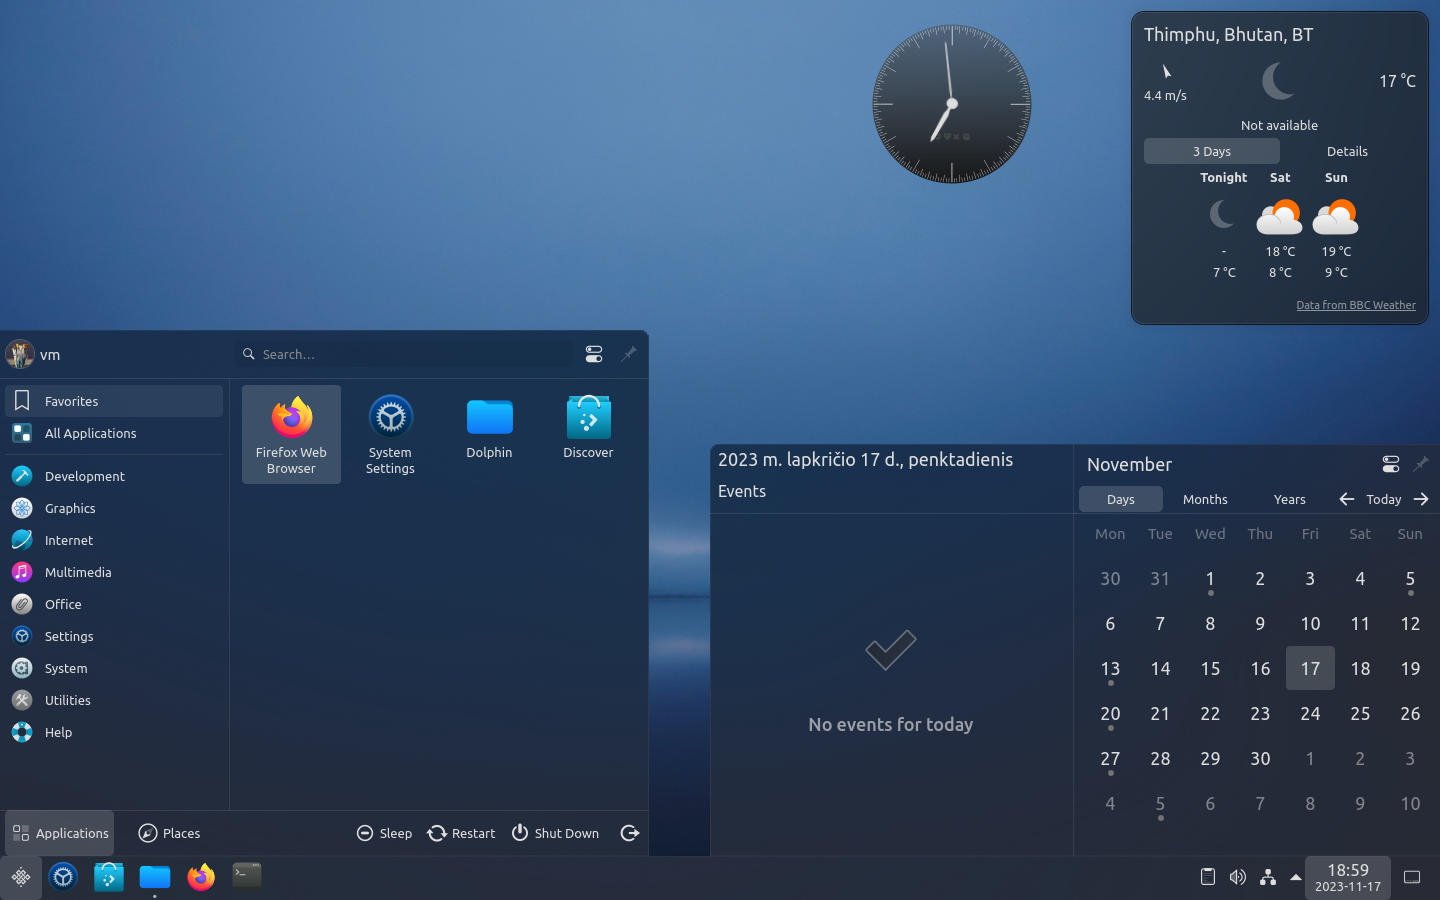 Thimphu, Bhutan, BT
4.4 m/s
17 °C
Not available
3 Days Details
Tonight Sat Sun
- 18 °C 19 °C
7 °C 8 °C 9 °C
Data from BBC Weather
vm
Search...
Favorites
All Applications
Development
Graphics
Internet
Multimedia
Office
Settings
System
Utilities
Help
Firefox Web
Browser
System
Settings
Dolphin
Discover
Applications Places Sleep Restart Shut Down
2023 m. lapkričio 17 d., penktadienis
Events
No events for today
November
Days Months Years Today
Mon Tue Wed Thu Fri Sat Sun
30 31 1 2 3 4 5
6 7 8 9 10 11 12
13 14 15 16 17 18 19
20 21 22 23 24 25 26
27 28 29 30 1 2 3
4 5 6 7 8 9 10
18:59
2023-11-17